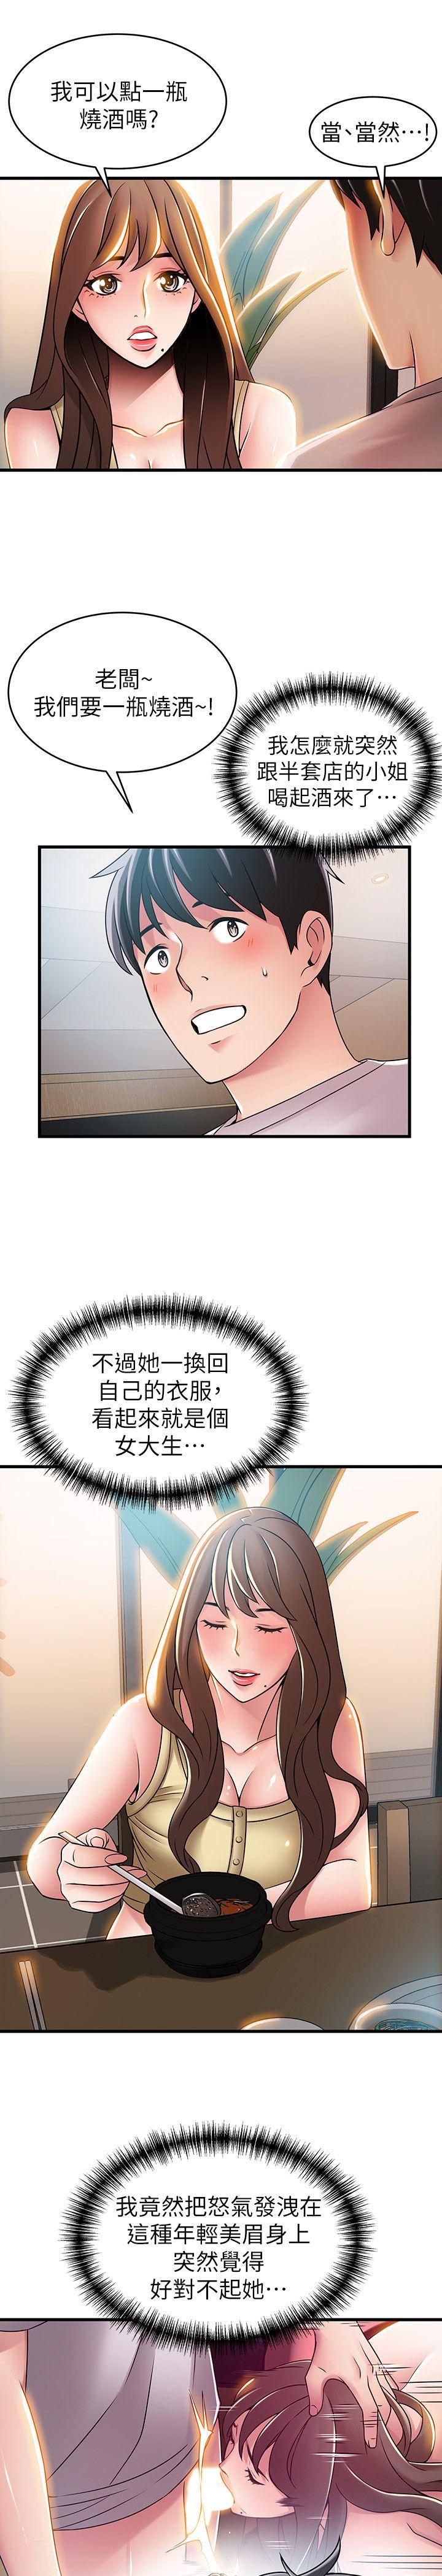 我可以點一瓶
燒酒嗎?
當、當然…!
老闆~
我們要一瓶燒酒~!
我怎麼就突然
跟半套店的小姐
喝起酒來了…
不過她一換回
自己的衣服，
看起來就是個
女大生…
我竟然把怒氣發洩在
這種年輕美眉身上
突然覺得
好對不起她…